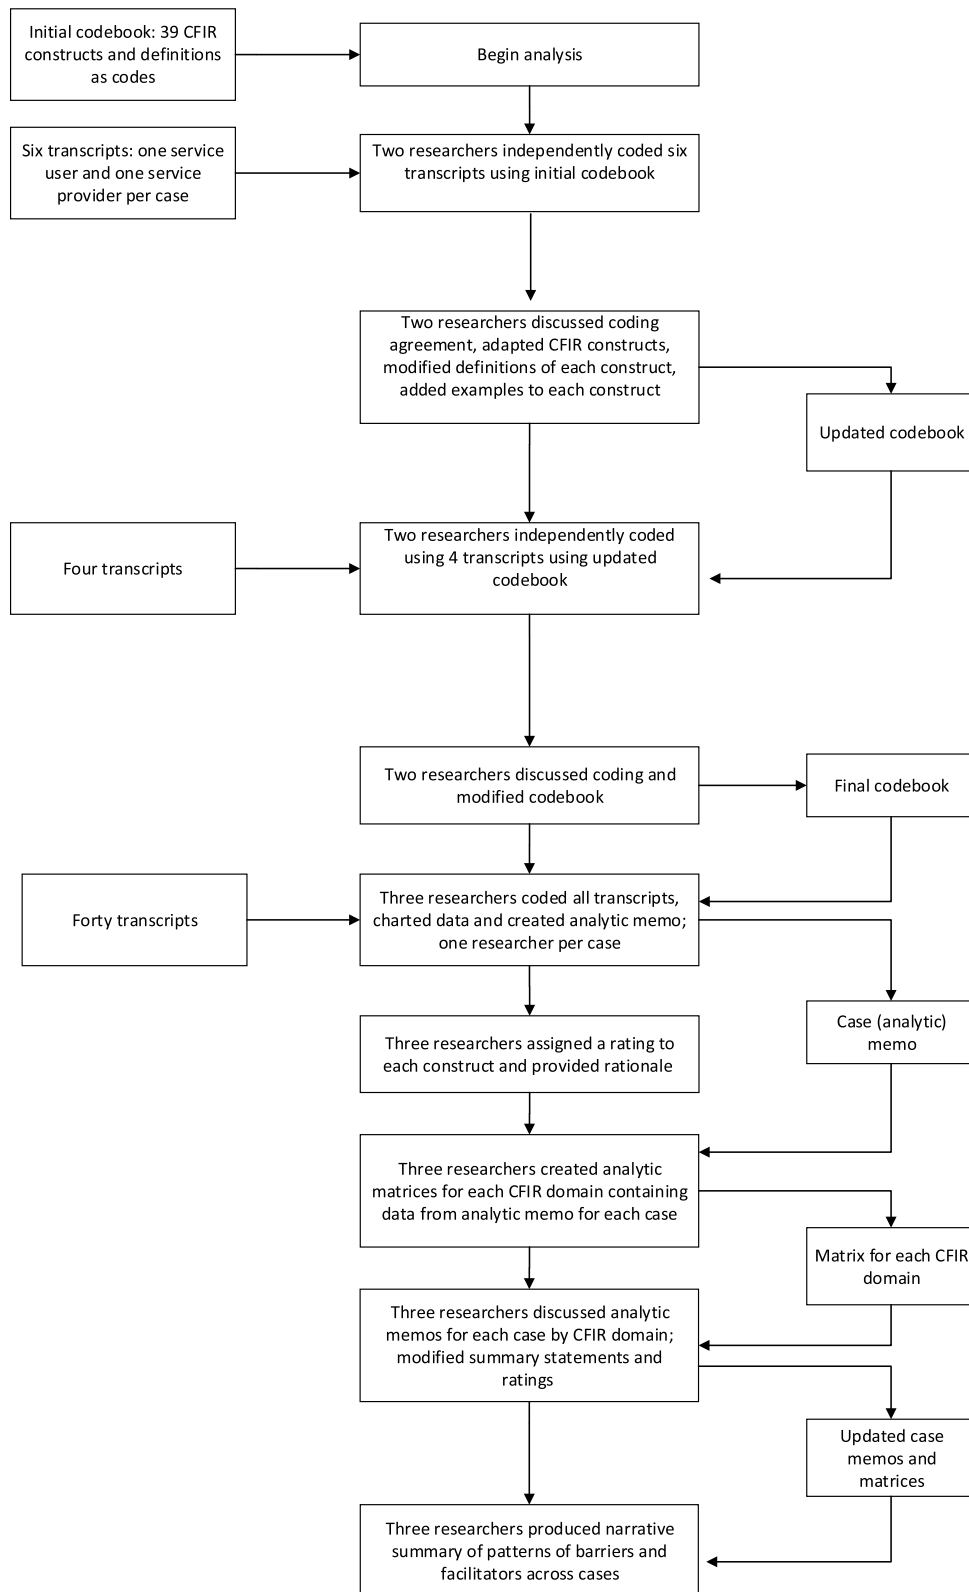 Initial codebook: 39 CFIR
constructs and definitions
as codes
Begin analysis
Six transcripts: one service
user and one service
provider per case
Two researchers independently coded six
transcripts using initial codebook
Two researchers discussed coding
agreement, adapted CFIR constructs,
modified definitions of each construct,
added examples to each construct
Updated codebook
Four transcripts
Two researchers independently coded
using 4 transcripts using updated
codebook
Two researchers discussed coding and
modified codebook
Final codebook
Forty transcripts
Three researchers coded all transcripts,
charted data and created analytic memo;
one researcher per case
Case (analytic)
memo
Three researchers assigned a rating to
each construct and provided rationale
Three researchers created analytic
matrices for each CFIR domain containing
data from analytic memo for each case
Matrix for each CFIR
domain
Three researchers discussed analytic
memos for each case by CFIR domain;
modified summary statements and
ratings
Updated case
memos and
matrices
Three researchers produced narrative
summary of patterns of barriers and
facilitators across cases